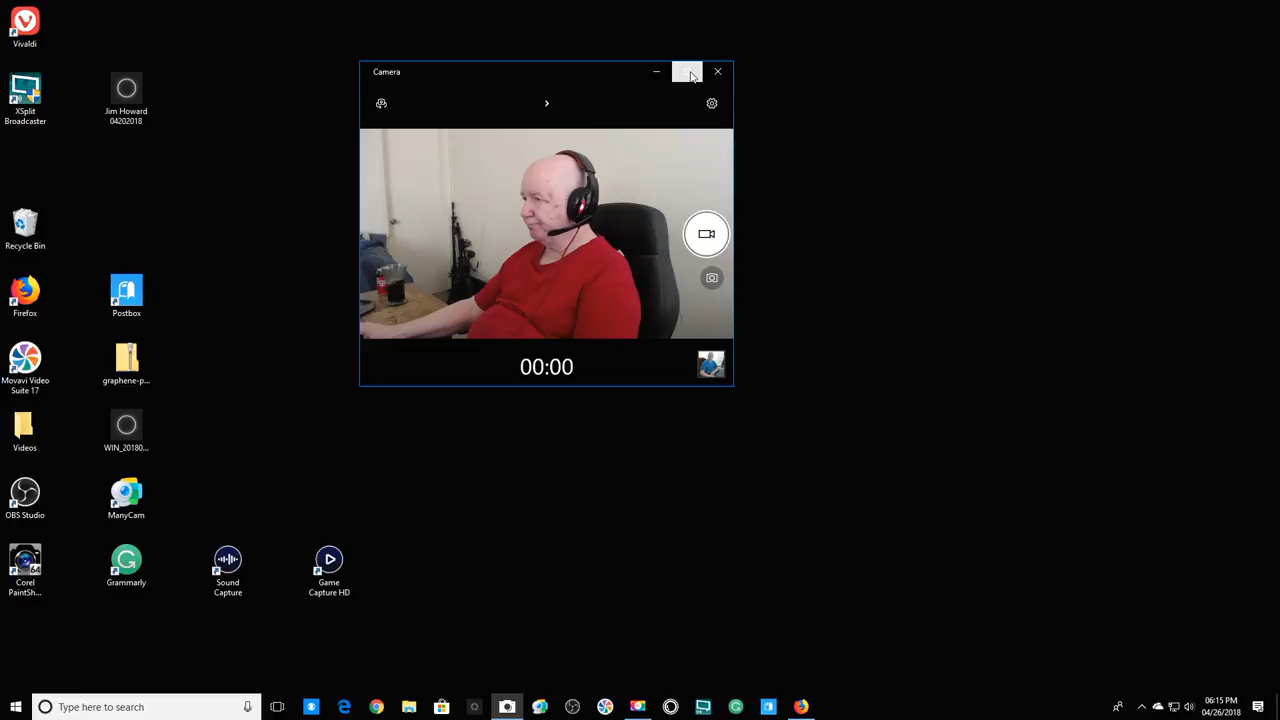 Vivaldi
XSplit
Broadcaster
Jim Howard
04202018
Recycle Bin
Firefox
Postbox
Movavi Video
Suite 17
graphene-p...
Videos
WIN_20180...
OBS Studio
ManyCam
Corel
PaintSh...
Grammarly
Sound
Capture
Game
Capture HD
Camera
00:00
Type here to search
06:15 PM
04/26/2018